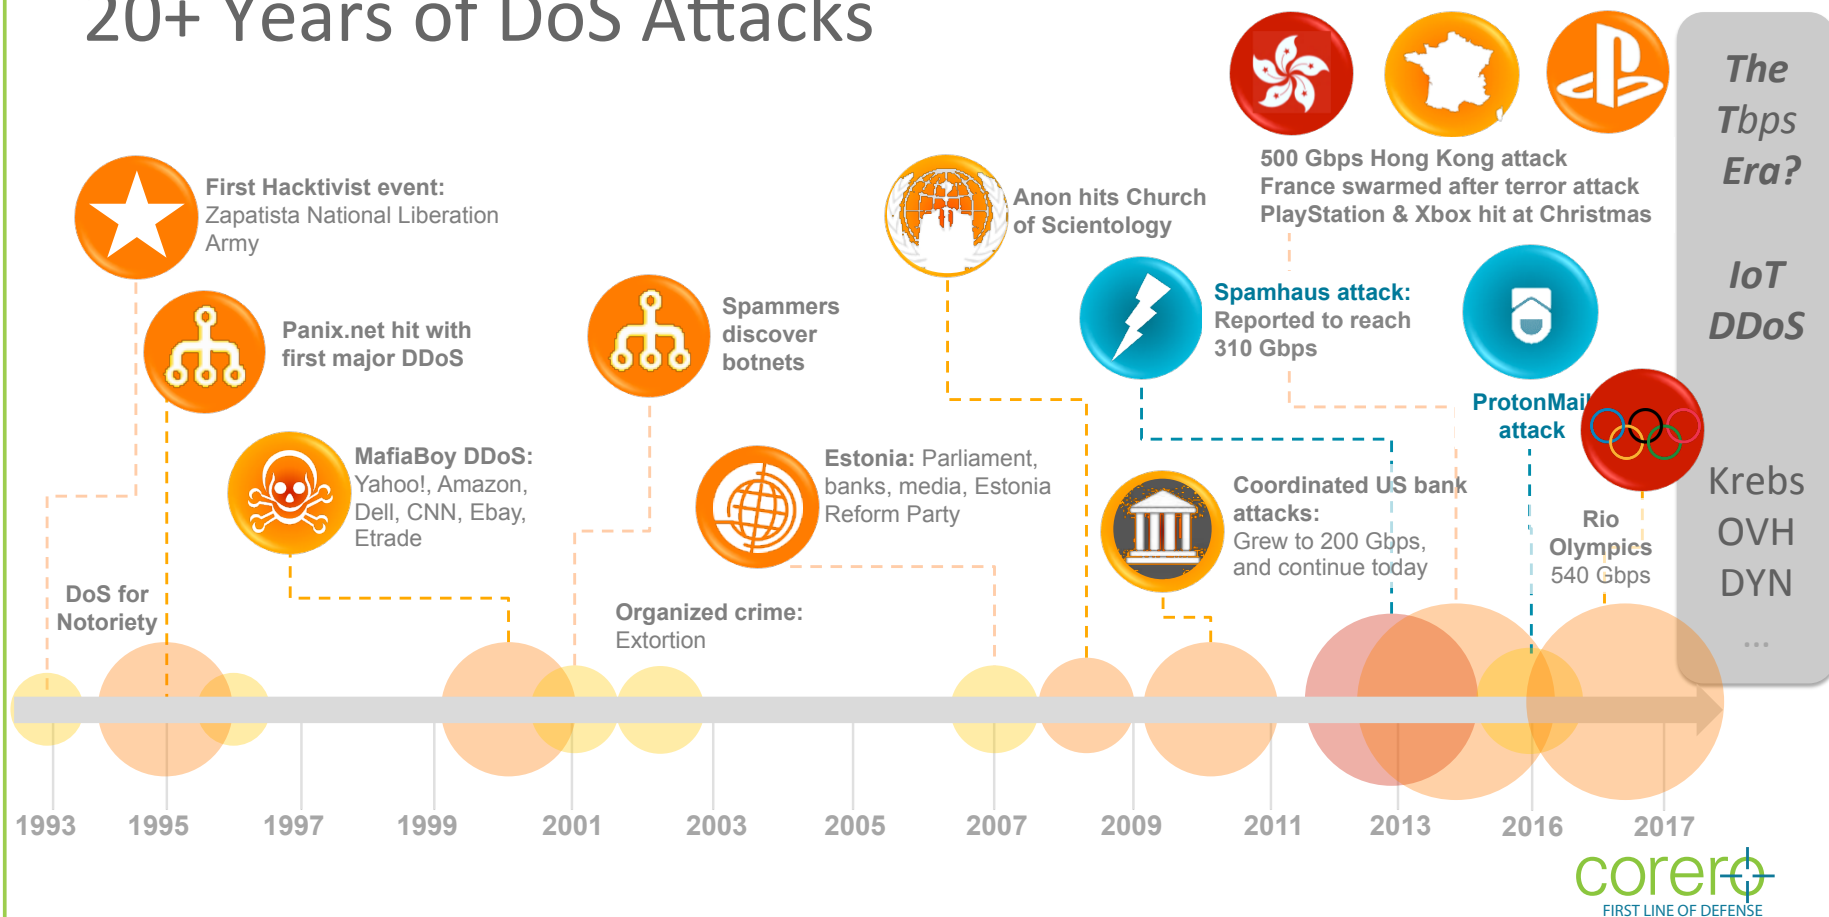 20+ Years of DoS Attacks
First Hacktivist event:
Zapatista National Liberation
Army
Panix.net hit with
first major DDoS
MafiaBoy DDoS:
Yahoo!, Amazon,
Dell, CNN, Ebay,
Etrade
DoS for
Notoriety
Spammers
discover
botnets
Organized crime:
Extortion
Estonia: Parliament,
banks, media, Estonia
Reform Party
Anon hits Church
of Scientology
Spamhaus attack:
Reported to reach
310 Gbps
Coordinated US bank
attacks:
Grew to 200 Gbps,
and continue today
500 Gbps Hong Kong attack
France swarmed after terror attack
PlayStation & Xbox hit at Christmas
ProtonMail
attack
Rio
Olympics
540 Gbps
The
Tbps
Era?
IoT
DDoS
Krebs
OVH
DYN
...
1993 1995 1997 1999 2001 2003 2005 2007 2009 2011 2013 2016 2017
corero
FIRST LINE OF DEFENSE